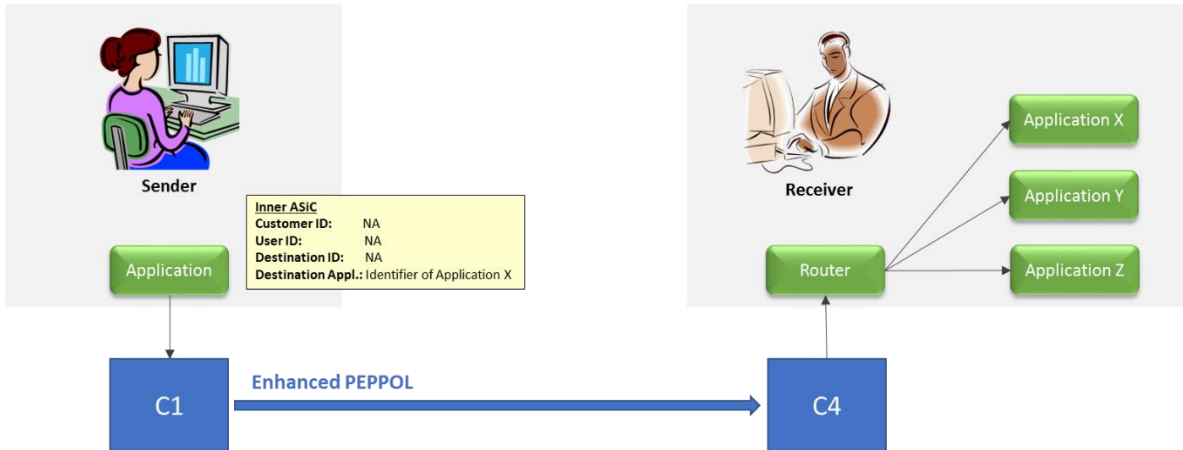 Sender
Receiver
Application X
Application Y
Application Z
Inner ASiC
Customer ID: NA
User ID: NA
Destination ID: NA
Destination Appl.: Identifier of Application X
Application
Router
Enhanced PEPPOL
C1
C4